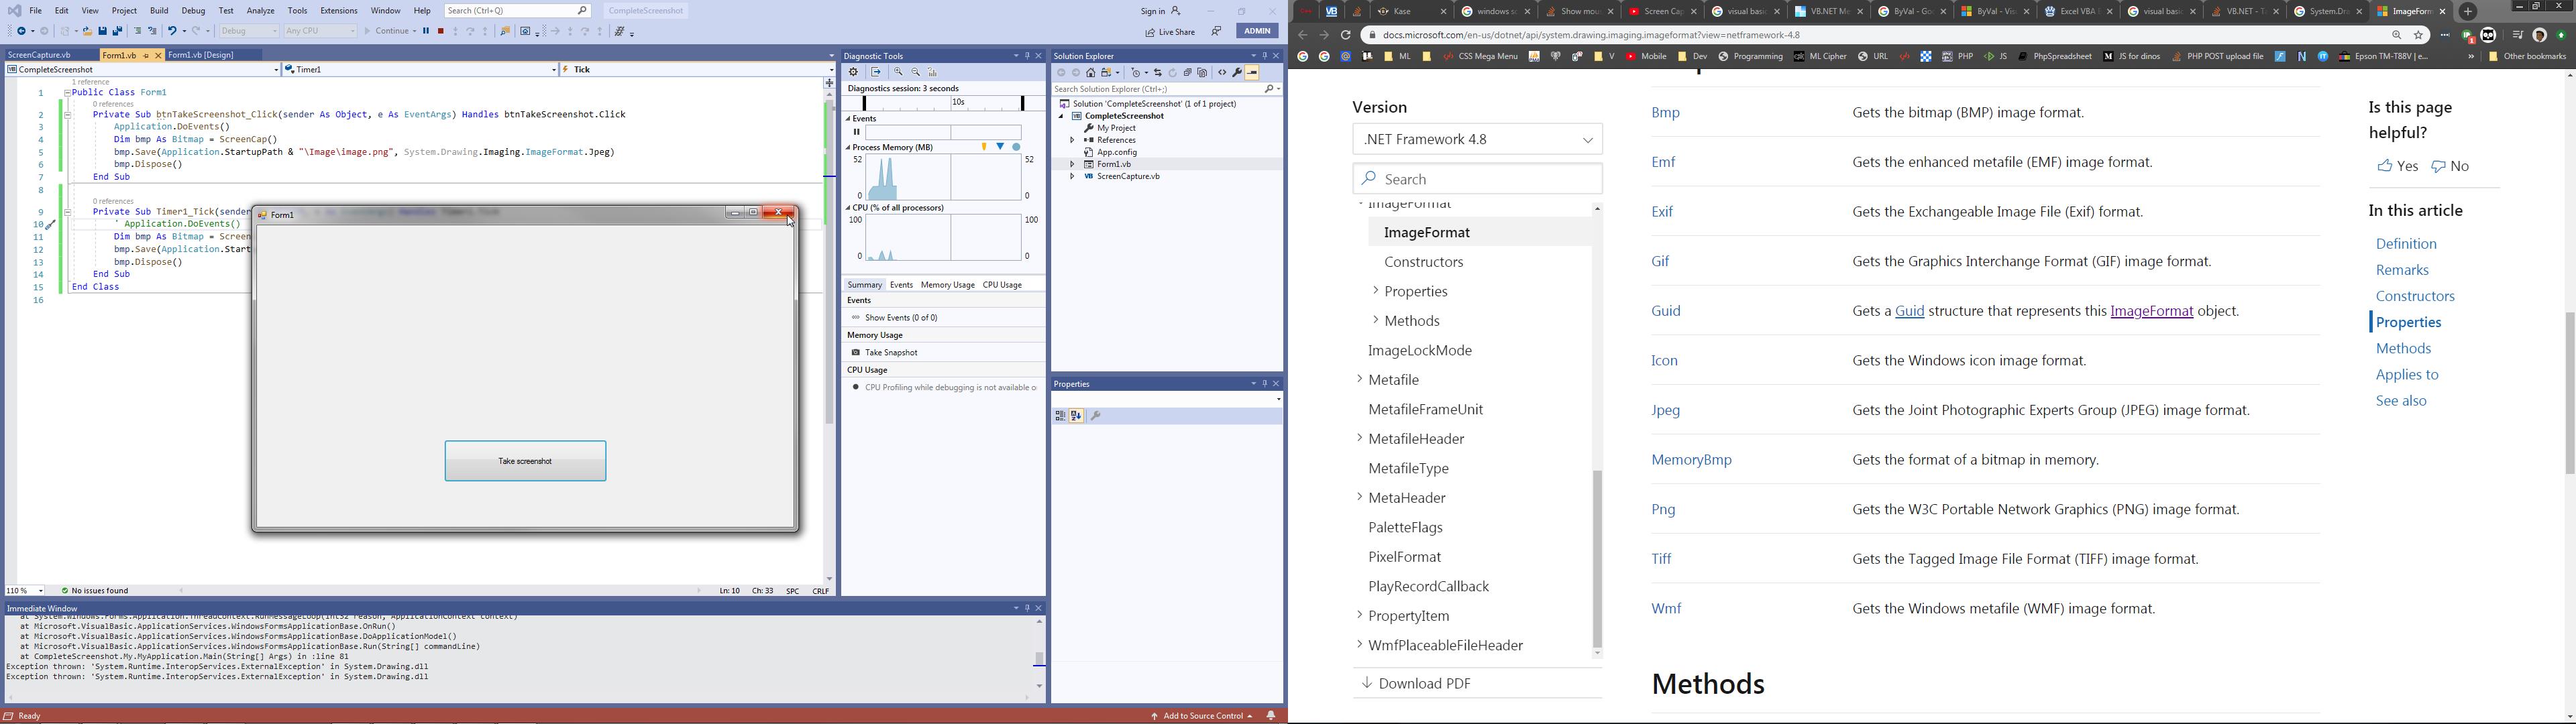 File Edit View Project Build Debug Test Analyze Tools Extensions Window Help Search (Ctrl+Q) CompleteScreenshot Sign in
Debug Any CPU Continue Live Share ADMIN
ScreenCapture.vb Form1.vb Form1.vb [Design]
CompleteScreenshot Timer1 Tick
1 reference
1 Public Class Form1
0 references
2 Private Sub btnTakeScreenshot_Click(sender As Object, e As EventArgs) Handles btnTakeScreenshot.Click
3 Application.DoEvents()
4 Dim bmp As Bitmap = ScreenCap()
5 bmp.Save(Application.StartupPath & "\Image\image.png", System.Drawing.Imaging.ImageFormat.Jpeg)
6 bmp.Dispose()
7 End Sub
8
0 references
9 Private Sub Timer1_Tick(sender
10 ' Application.DoEvents()
11 Dim bmp As Bitmap = Screen
12 bmp.Save(Application.Start
13 bmp.Dispose()
14 End Sub
15 End Class
16
Form1
Take screenshot
110 % No issues found Ln: 10 Ch: 33 SPC CRLF
Immediate Window
at System.Windows.Forms.Application.ThreadContext.RunMessageLoop(Int32 reason, ApplicationContext context)
at Microsoft.VisualBasic.ApplicationServices.WindowsFormsApplicationBase.OnRun()
at Microsoft.VisualBasic.ApplicationServices.WindowsFormsApplicationBase.DoApplicationModel()
at Microsoft.VisualBasic.ApplicationServices.WindowsFormsApplicationBase.Run(String[] commandLine)
at CompleteScreenshot.My.MyApplication.Main(String[] Args) in :line 81
Exception thrown: 'System.Runtime.InteropServices.ExternalException' in System.Drawing.dll
Exception thrown: 'System.Runtime.InteropServices.ExternalException' in System.Drawing.dll
Ready Add to Source Control
Diagnostic Tools
Diagnostics session: 3 seconds
10s
Events
Process Memory (MB)
52 52
0 0
CPU (% of all processors)
100 100
0 0
Summary Events Memory Usage CPU Usage
Events
Show Events (0 of 0)
Memory Usage
Take Snapshot
CPU Usage
CPU Profiling while debugging is not available o
Solution Explorer
Search Solution Explorer (Ctrl+;)
Solution 'CompleteScreenshot' (1 of 1 project)
CompleteScreenshot
My Project
References
App.config
Form1.vb
ScreenCapture.vb
Properties
Kase windows sc Show mou Screen Cap visual basi VB.NET Me ByVal - Go ByVal - Vis Excel VBA visual basi VB.NET - T System.Dra ImageForm
docs.microsoft.com/en-us/dotnet/api/system.drawing.imaging.imageformat?view=netframework-4.8
ML CSS Mega Menu V Mobile Dev Programming ML Cipher URL PHP JS PhpSpreadsheet JS for dinos PHP POST upload file Epson TM-T88V | e... » Other bookmarks
Version
.NET Framework 4.8
Search
ImageFormat
ImageFormat
Constructors
Properties
Methods
ImageLockMode
Metafile
MetafileFrameUnit
MetafileHeader
MetafileType
MetaHeader
PaletteFlags
PixelFormat
PlayRecordCallback
PropertyItem
WmfPlaceableFileHeader
Download PDF
Bmp Gets the bitmap (BMP) image format.
Emf Gets the enhanced metafile (EMF) image format.
Exif Gets the Exchangeable Image File (Exif) format.
Gif Gets the Graphics Interchange Format (GIF) image format.
Guid Gets a Guid structure that represents this ImageFormat object.
Icon Gets the Windows icon image format.
Jpeg Gets the Joint Photographic Experts Group (JPEG) image format.
MemoryBmp Gets the format of a bitmap in memory.
Png Gets the W3C Portable Network Graphics (PNG) image format.
Tiff Gets the Tagged Image File Format (TIFF) image format.
Wmf Gets the Windows metafile (WMF) image format.
Methods
Is this page
helpful?
Yes No
In this article
Definition
Remarks
Constructors
Properties
Methods
Applies to
See also